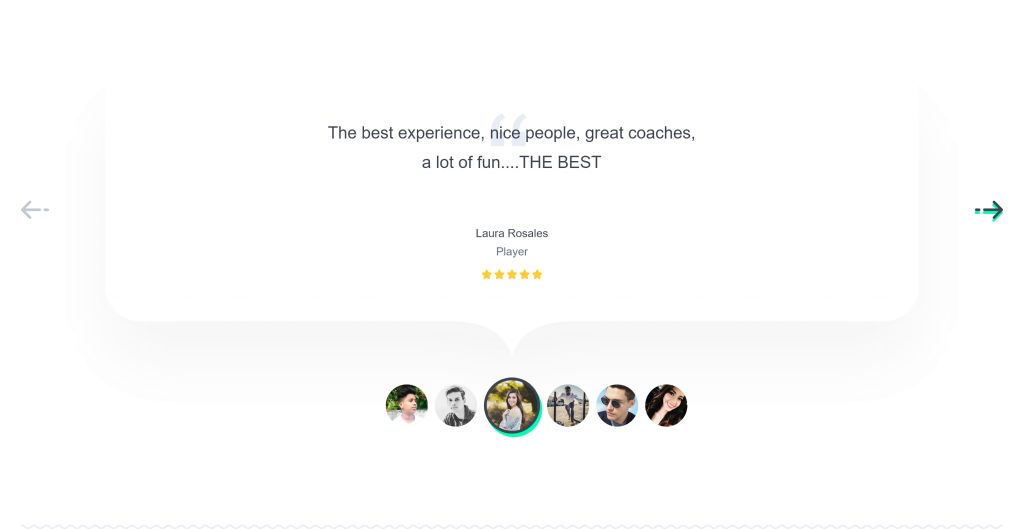 The best experience, nice people, great coaches,
a lot of fun....THE BEST
Laura Rosales
Player